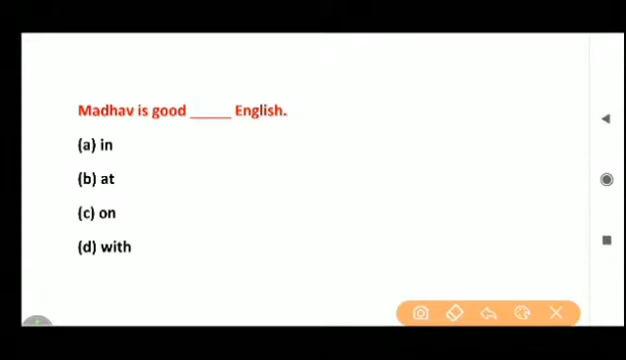 Madhav is good _____ English.
(a) in
(b) at
(c) on
(d) with